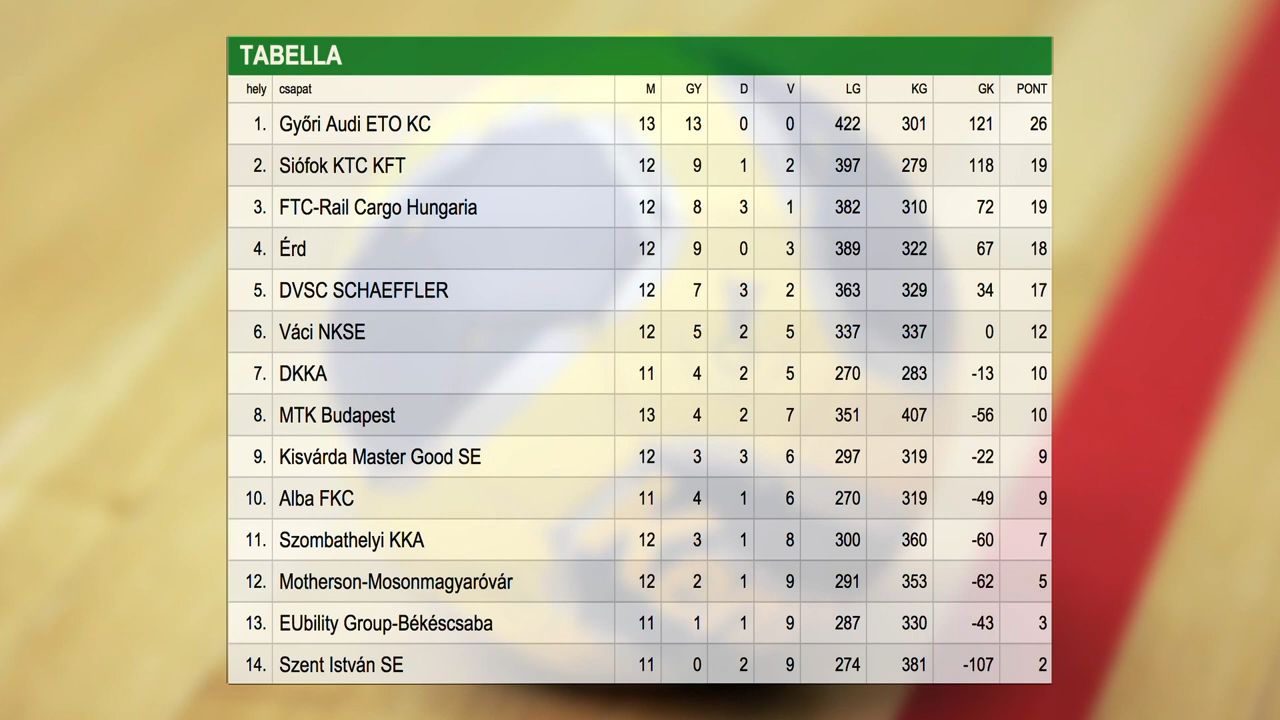 TABELLA
hely csapat M GY D V LG KG GK PONT
1. Győri Audi ETO KC 13 13 0 0 422 301 121 26
2. Siófok KTC KFT 12 9 1 2 397 279 118 19
3. FTC-Rail Cargo Hungaria 12 8 3 1 382 310 72 19
4. Érd 12 9 0 3 389 322 67 18
5. DVSC SCHAEFFLER 12 7 3 2 363 329 34 17
6. Váci NKSE 12 5 2 5 337 337 0 12
7. DKKA 11 4 2 5 270 283 -13 10
8. MTK Budapest 13 4 2 7 351 407 -56 10
9. Kisvárda Master Good SE 12 3 3 6 297 319 -22 9
10. Alba FKC 11 4 1 6 270 319 -49 9
11. Szombathelyi KKA 12 3 1 8 300 360 -60 7
12. Motherson-Mosonmagyaróvár 12 2 1 9 291 353 -62 5
13. EUbility Group-Békéscsaba 11 1 1 9 287 330 -43 3
14. Szent István SE 11 0 2 9 274 381 -107 2